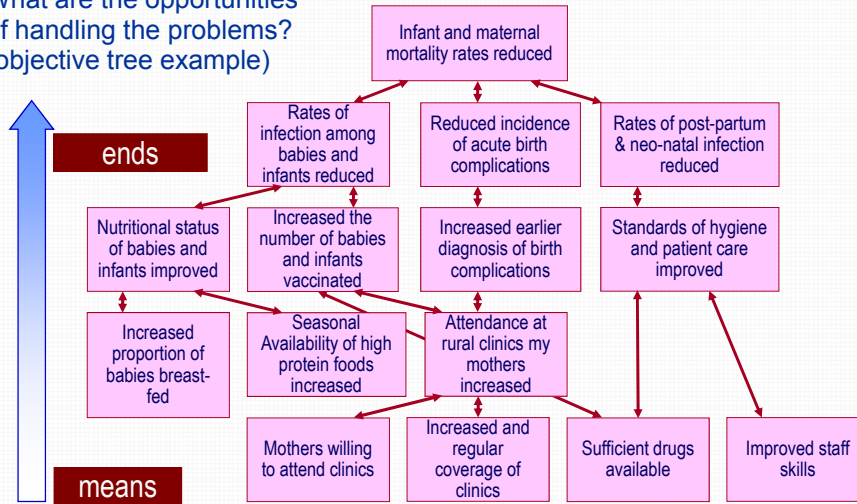 What are the opportunities
of handling the problems?
(objective tree example)
Infant and maternal
mortality rates reduced
ends
Rates of
infection among
babies and
infants reduced
Reduced incidence
of acute birth
complications
Rates of post-partum
& neo-natal infection
reduced
Nutritional status
of babies and
infants improved
Increased the
number of babies
and infants
vaccinated
Increased earlier
diagnosis of birth
complications
Standards of hygiene
and patient care
improved
Increased
proportion of
babies breast-
fed
Seasonal
Availability of high
protein foods
increased
Attendance at
rural clinics my
mothers
increased
means
Mothers willing
to attend clinics
Increased and
regular
coverage of
clinics
Sufficient drugs
available
Improved staff
skills